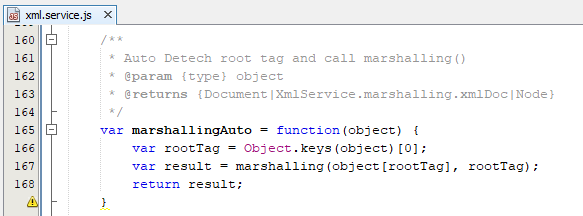 xml.service.js
160 /**
161 * Auto Detech root tag and call marshalling()
162 * @param {type} object
163 * @returns {Document|XmlService.marshalling.xmlDoc|Node}
164 */
165 var marshallingAuto = function(object) {
166 var rootTag = Object.keys(object)[0];
167 var result = marshalling(object[rootTag], rootTag);
168 return result;
}